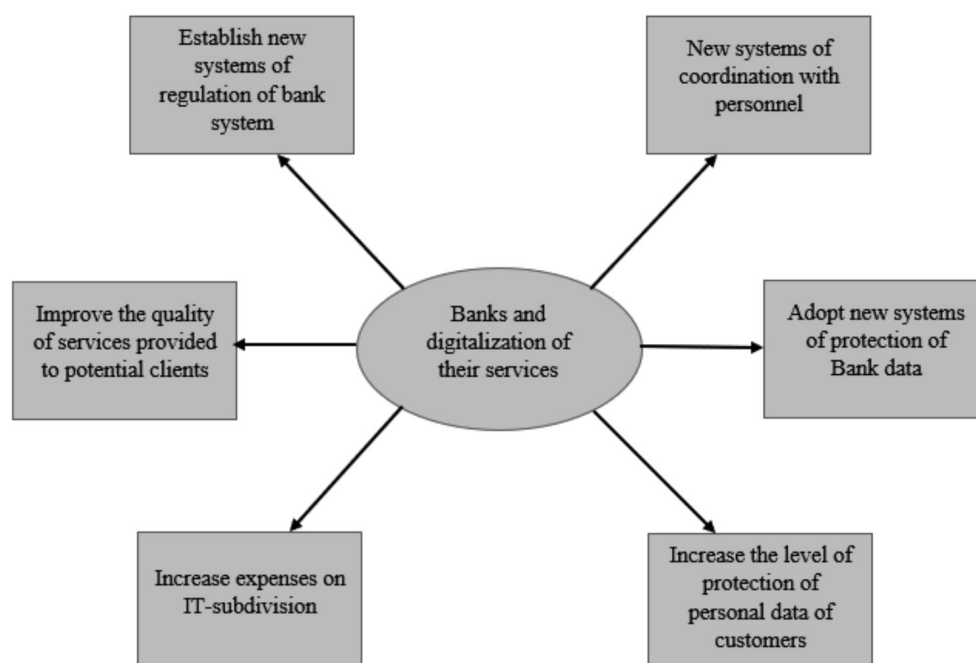 Establish new
systems of
regulation of bank
system
New systems of
coordination with
personnel
Improve the quality
of services provided
to potential clients
Banks and
digitalization of
their services
Adopt new systems
of protection of
Bank data
Increase expenses on
IT-subdivision
Increase the level of
protection of
personal data of
customers